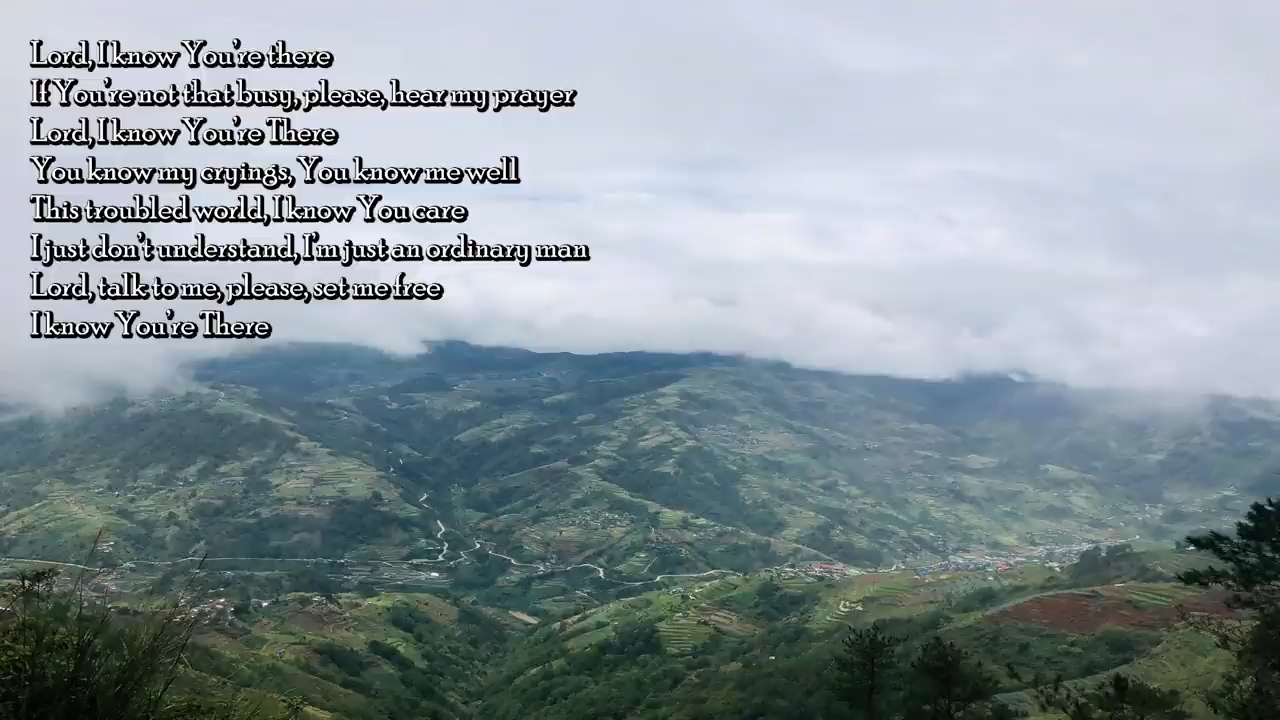 Lord, I know You're there
If You're not that busy, please, hear my prayer
Lord, I know You're There
You know my cryings, You know me well
This troubled world, I know You care
I just don't understand, I'm just an ordinary man
Lord, talk to me, please, set me free
I know You're There